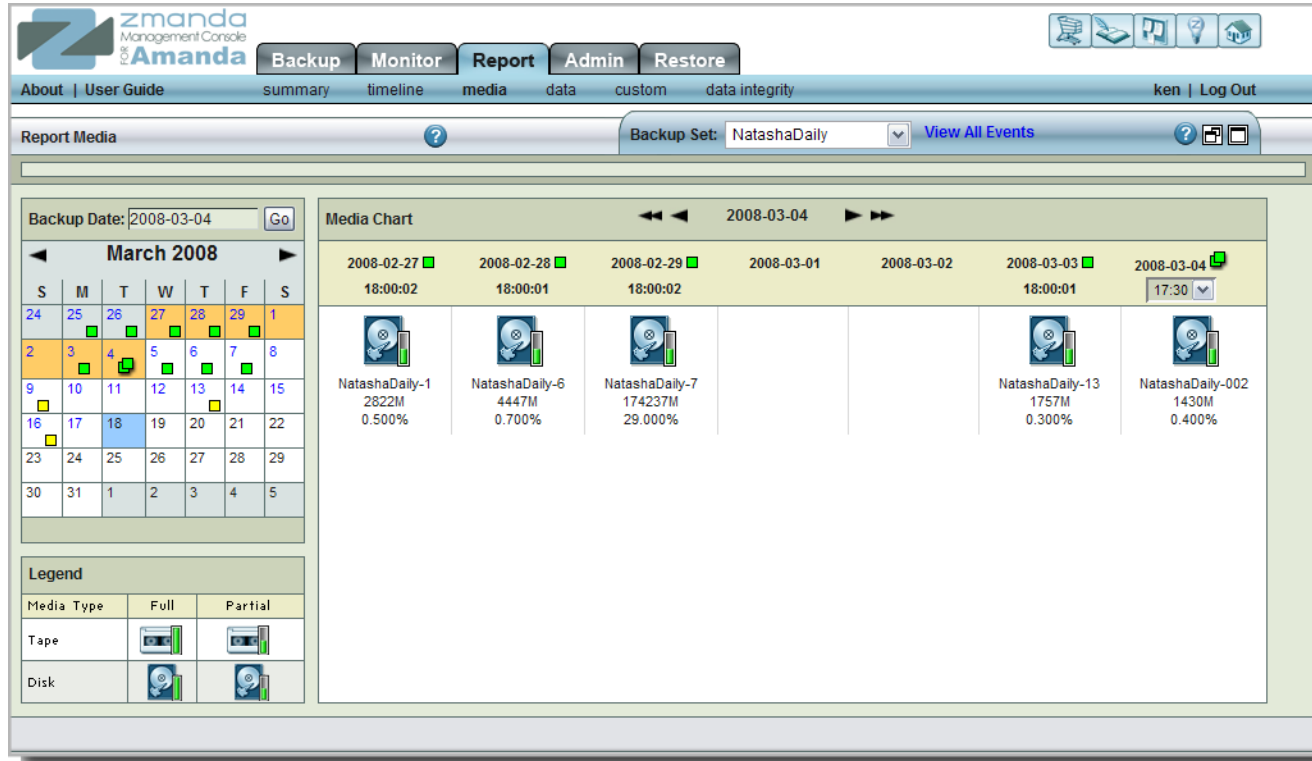 zmanda
Management Console
FOR Amanda
Backup Monitor Report Admin Restore
About | User Guide summary timeline media data custom data integrity ken | Log Out
Report Media ? Backup Set: NatashaDaily View All Events ?
Backup Date: 2008-03-04 Go
March 2008
S M T W T F S
24 25 26 27 28 29 1
2 3 4 5 6 7 8
9 10 11 12 13 14 15
16 17 18 19 20 21 22
23 24 25 26 27 28 29
30 31 1 2 3 4 5
Legend
Media Type Full Partial
Tape
Disk
Media Chart 2008-03-04
2008-02-27 2008-02-28 2008-02-29 2008-03-01 2008-03-02 2008-03-03 2008-03-04
18:00:02 18:00:01 18:00:02 18:00:01 17:30
NatashaDaily-1 NatashaDaily-6 NatashaDaily-7 NatashaDaily-13 NatashaDaily-002
2822M 4447M 174237M 1757M 1430M
0.500% 0.700% 29.000% 0.300% 0.400%